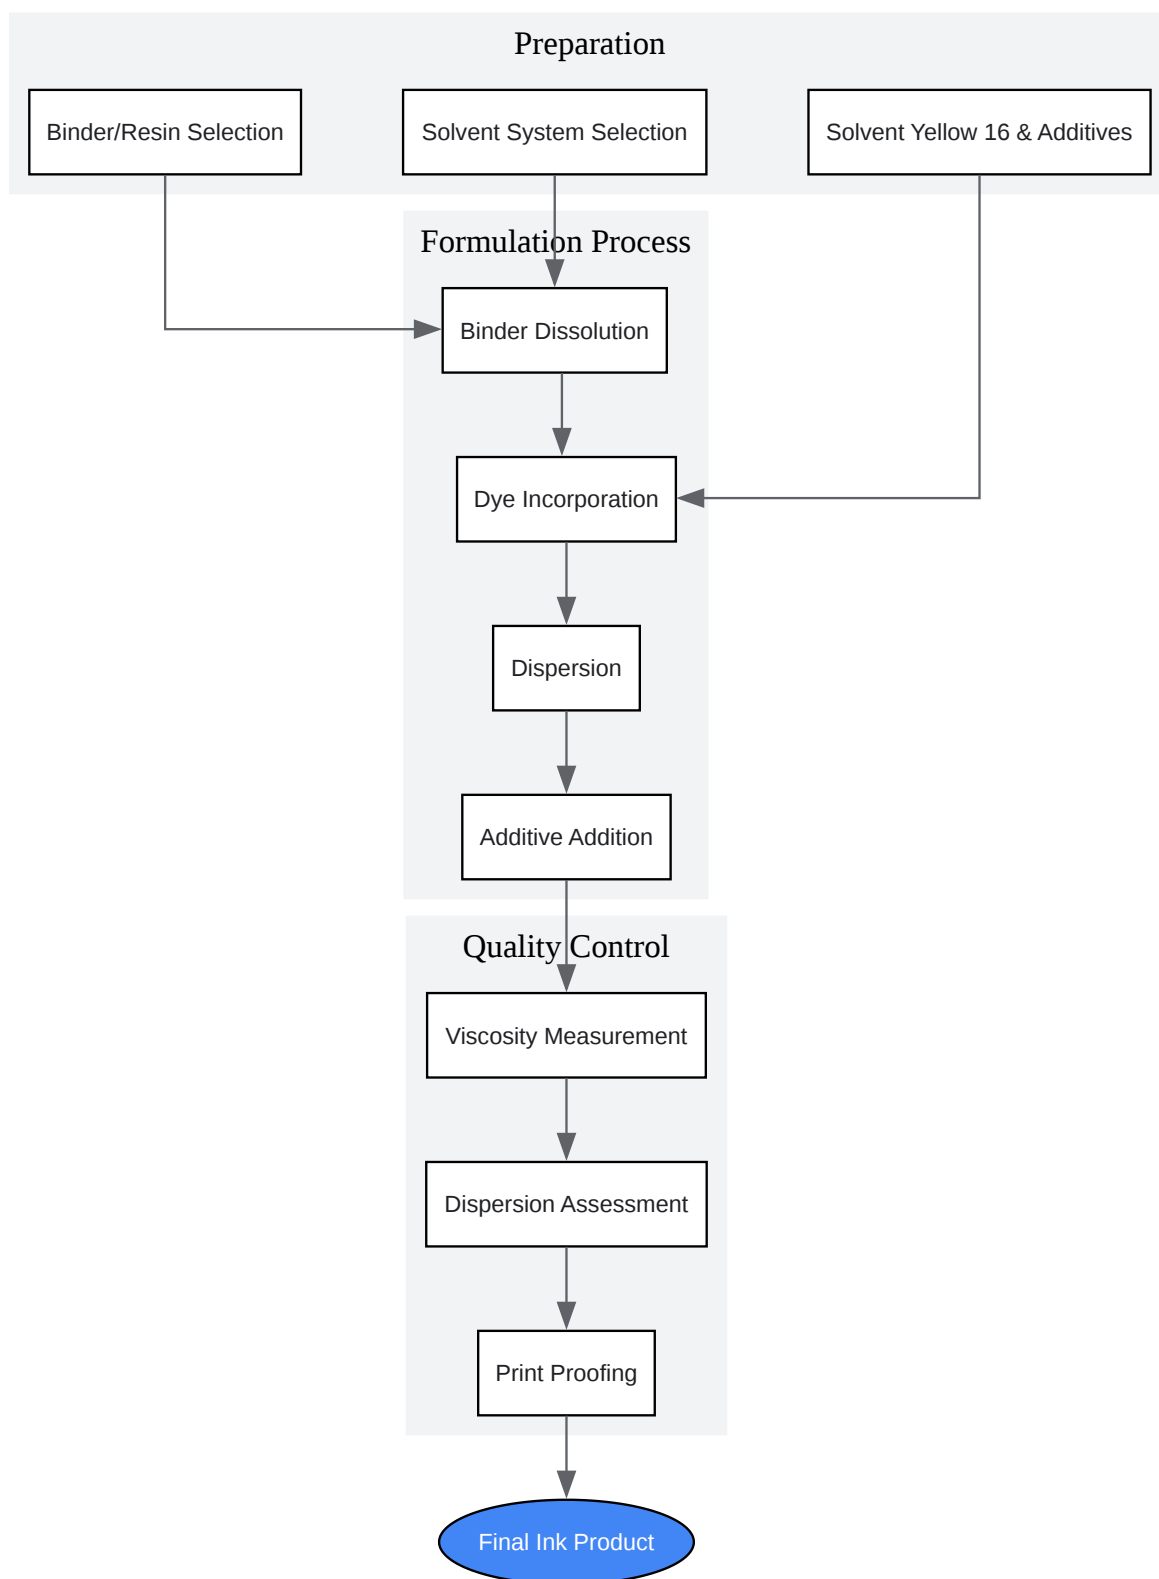 Preparation
Binder/Resin Selection
Solvent System Selection
Solvent Yellow 16 & Additives
Formulation Process
Binder Dissolution
Dye Incorporation
Dispersion
Additive Addition
Quality Control
Viscosity Measurement
Dispersion Assessment
Print Proofing
Final Ink Product